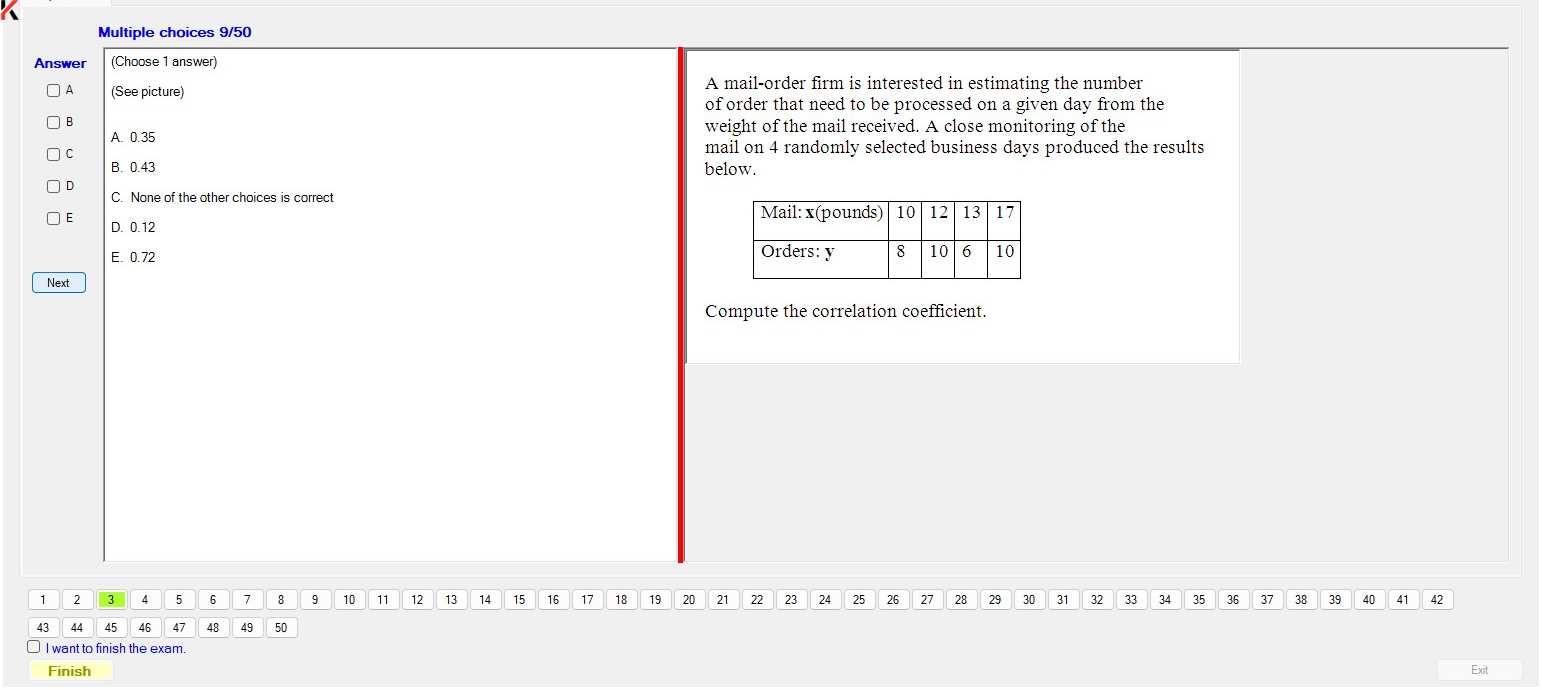 Multiple choices 9/50
Answer
A
B
C
D
E
Next
(Choose 1 answer)
(See picture)
A. 0.35
B. 0.43
C. None of the other choices is correct
D. 0.12
E. 0.72
A mail-order firm is interested in estimating the number
of order that need to be processed on a given day from the
weight of the mail received. A close monitoring of the
mail on 4 randomly selected business days produced the results
below.
Mail: x(pounds) 10 12 13 17
Orders: y 8 10 6 10
Compute the correlation coefficient.
1 2 3 4 5 6 7 8 9 10 11 12 13 14 15 16 17 18 19 20 21 22 23 24 25 26 27 28 29 30 31 32 33 34 35 36 37 38 39 40 41 42
43 44 45 46 47 48 49 50
I want to finish the exam.
Finish
Exit